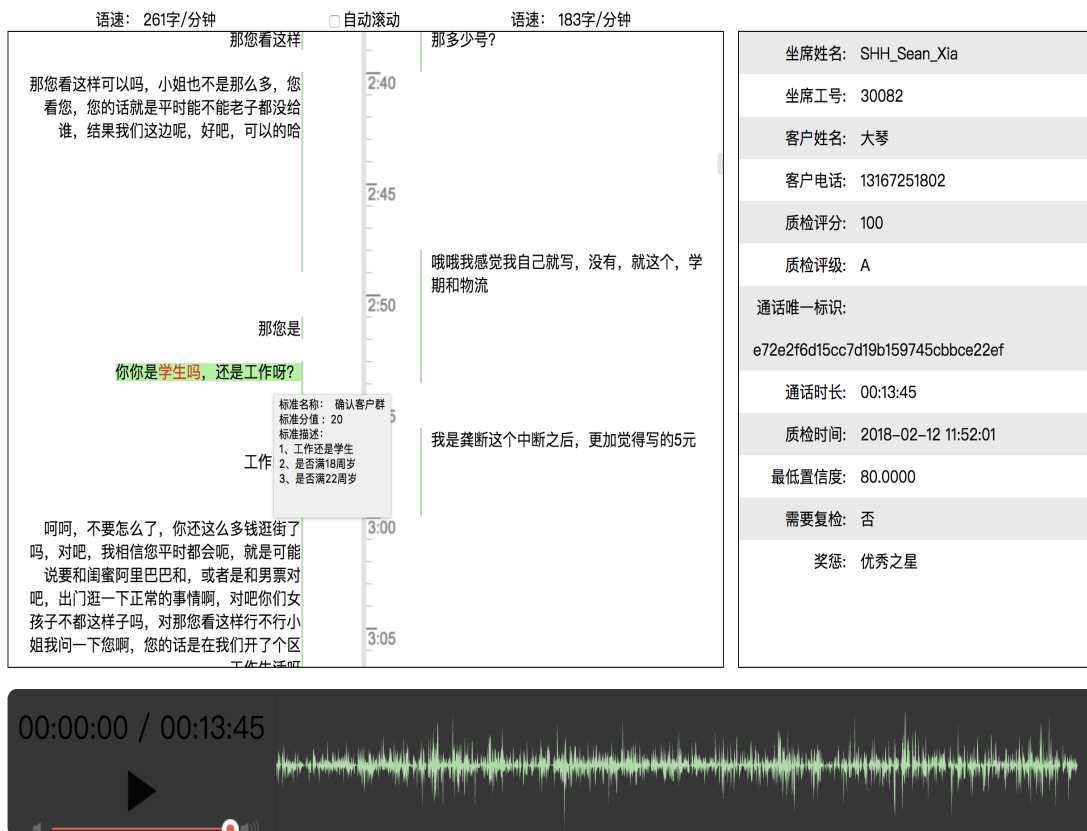 语速： 261字/分钟
自动滚动
语速： 183字/分钟
那您看这样
那多少号?
2:40
那您看这样可以吗，小姐也不是那么多，您
看您，您的话就是平时能不能老子都没给
谁，结果我们这边呢，好吧，可以的哈
2:45
哦哦我感觉我自己就写，没有，就这个，学
期和物流
2:50
那您是
你你是学生吗，还是工作呀?
标准名称： 确认客户群
标准分值：20
标准描述：
1、工作还是学生
2、是否满18周岁
3、是否满22周岁
5
我是龚断这个中断之后，更加觉得写的5元
工作
3:00
呵呵，不要怎么了，你还这么多钱逛街了
吗，对吧，我相信您平时都会呃，就是可能
说要和闺蜜阿里巴巴和，或者是和男票对
吧，出门逛一下正常的事情啊，对吧你们女
孩子不都这样子吗，对那您看这样行不行小
姐我问一下您啊，您的话是在我们开了个区
工作生活呀
3:05
坐席姓名: SHH_Sean_Xia
坐席工号: 30082
客户姓名: 大琴
客户电话: 13167251802
质检评分: 100
质检评级: A
通话唯一标识:
e72e2f6d15cc7d19b159745cbbce22ef
通话时长: 00:13:45
质检时间: 2018-02-12 11:52:01
最低置信度: 80.0000
需要复检: 否
奖惩: 优秀之星
00:00:00 / 00:13:45